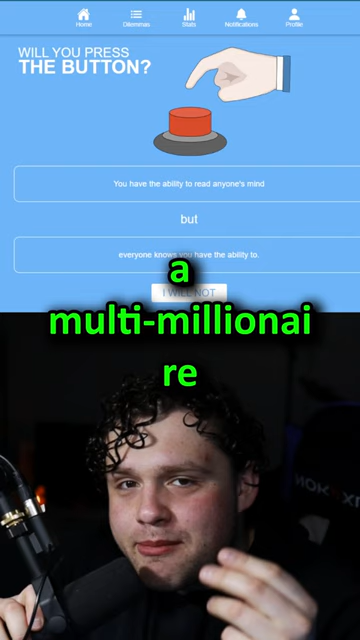 Home Dilemmas Stats Notifications Profile
WILL YOU PRESS
THE BUTTON?
You have the ability to read anyone's mind
but
everyone knows you have the ability to.
I WILL NOT
a
multi-millionai
re